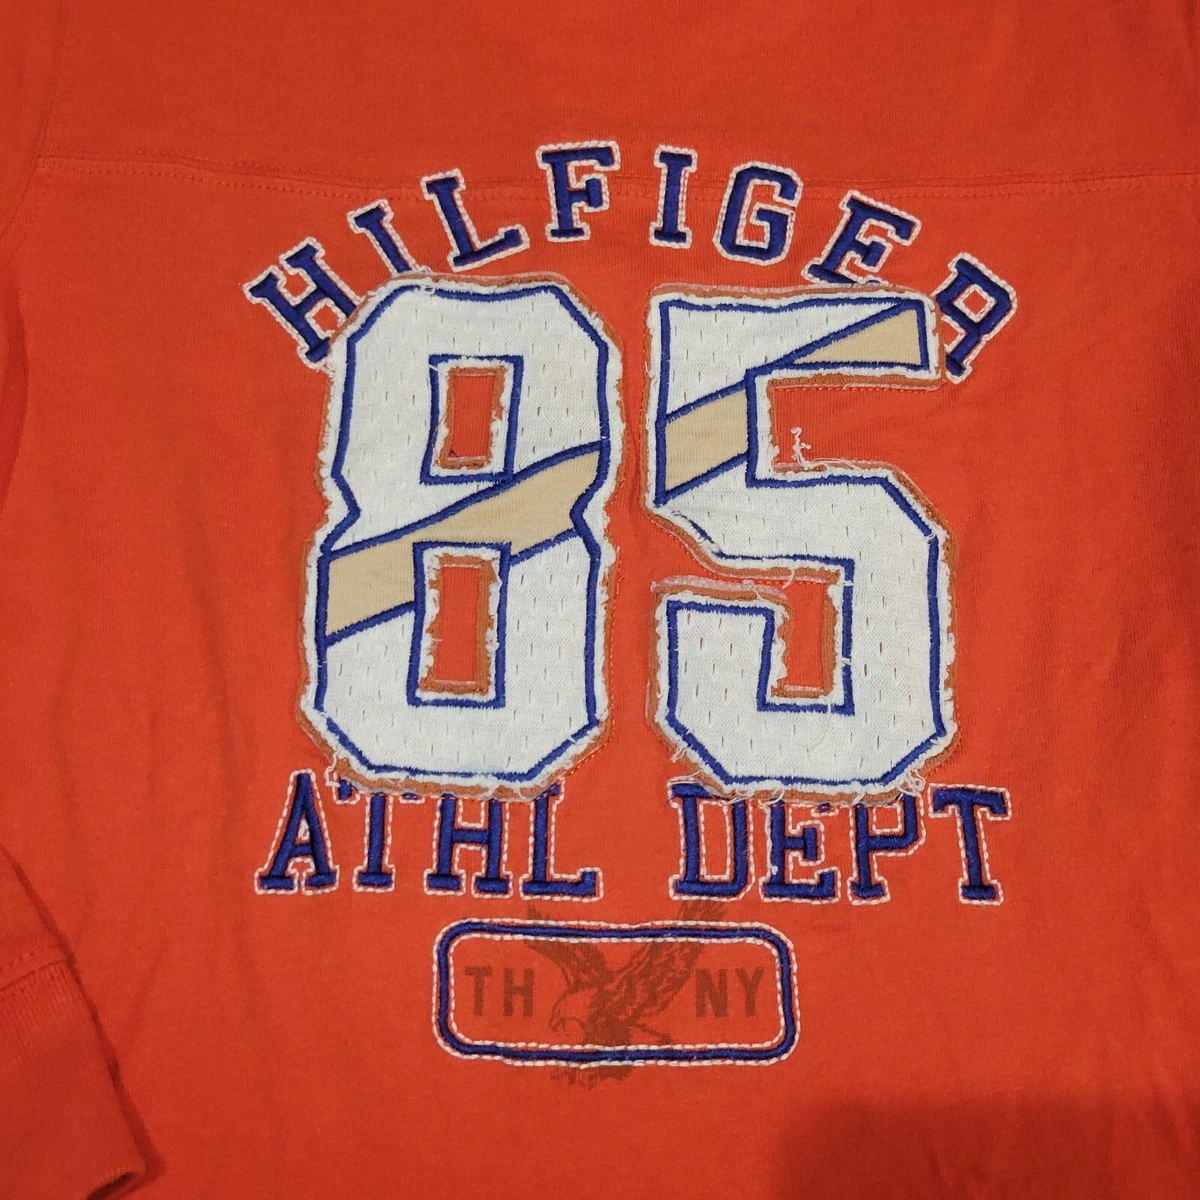 HILFIGER
85
ATHL DEPT
TH NY